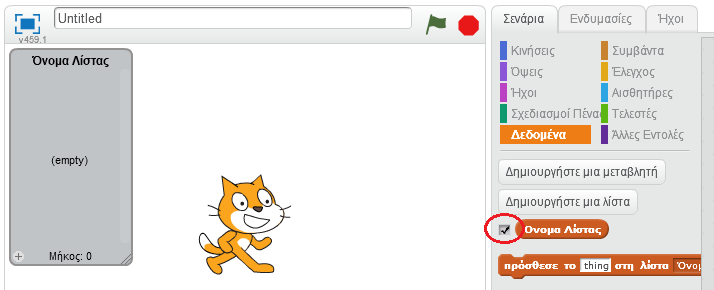 Untitled
v459.1
Όνομα Λίστας
(empty)
Μήκος: 0
Σενάρια Ενδυμασίες Ήχοι
Κινήσεις Συμβάντα
Όψεις Έλεγχος
Ήχοι Αισθητήρες
Σχεδιασμοί Πένας Τελεστές
Δεδομένα Άλλες Εντολές
Δημιουργήστε μια μεταβλητή
Δημιουργήστε μια λίστα
Όνομα Λίστας
πρόσθεσε το thing στη λίστα Όνομ